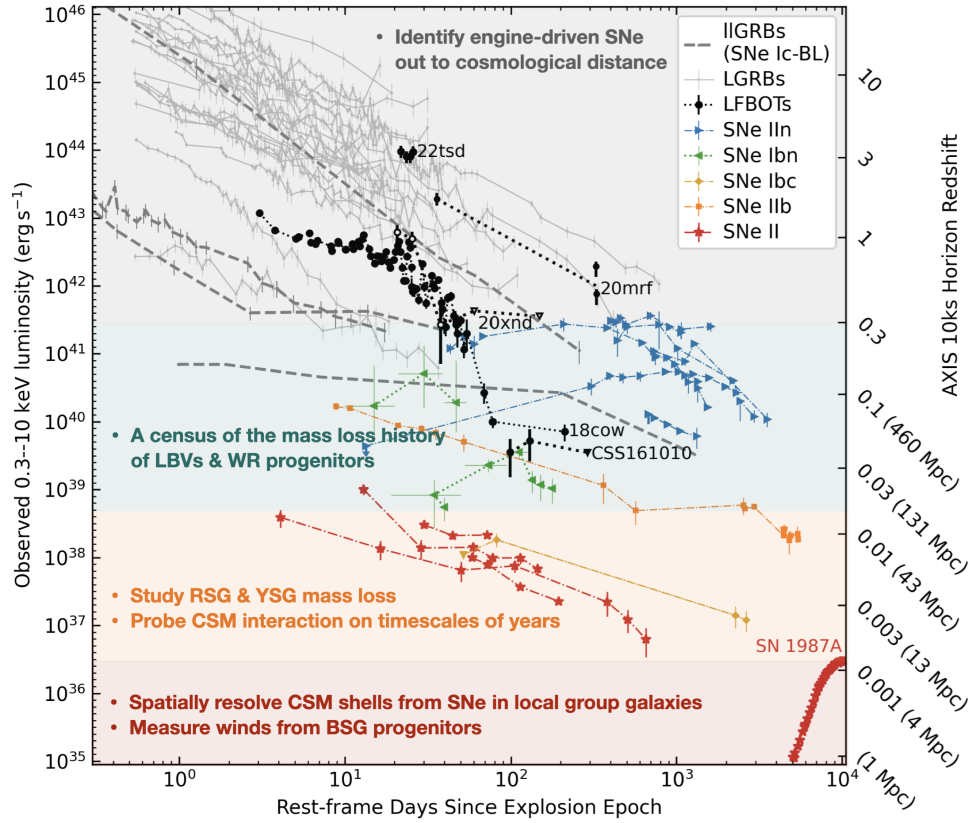 • Identify engine-driven SNe
out to cosmological distance
llGRBs
(SNe Ic-BL)
LGRBs
LFBOTs
SNe IIn
SNe Ibn
SNe Ibc
SNe IIb
SNe II
22tsd
20mrf
20xnd
18cow
CSS161010
• A census of the mass loss history
of LBVs & WR progenitors
• Study RSG & YSG mass loss
• Probe CSM interaction on timescales of years
SN 1987A
• Spatially resolve CSM shells from SNe in local group galaxies
• Measure winds from BSG progenitors
Observed 0.3--10 keV luminosity (erg s⁻¹)
10⁴⁶
10⁴⁵
10⁴⁴
10⁴³
10⁴²
10⁴¹
10⁴⁰
10³⁹
10³⁸
10³⁷
10³⁶
10³⁵
10⁰
10¹
10²
10³
10⁴
Rest-frame Days Since Explosion Epoch
AXIS 10ks Horizon Redshift
10
3
1
0.3
0.1 (460 Mpc)
0.03 (131 Mpc)
0.01 (43 Mpc)
0.003 (13 Mpc)
0.001 (4 Mpc)
(1 Mpc)